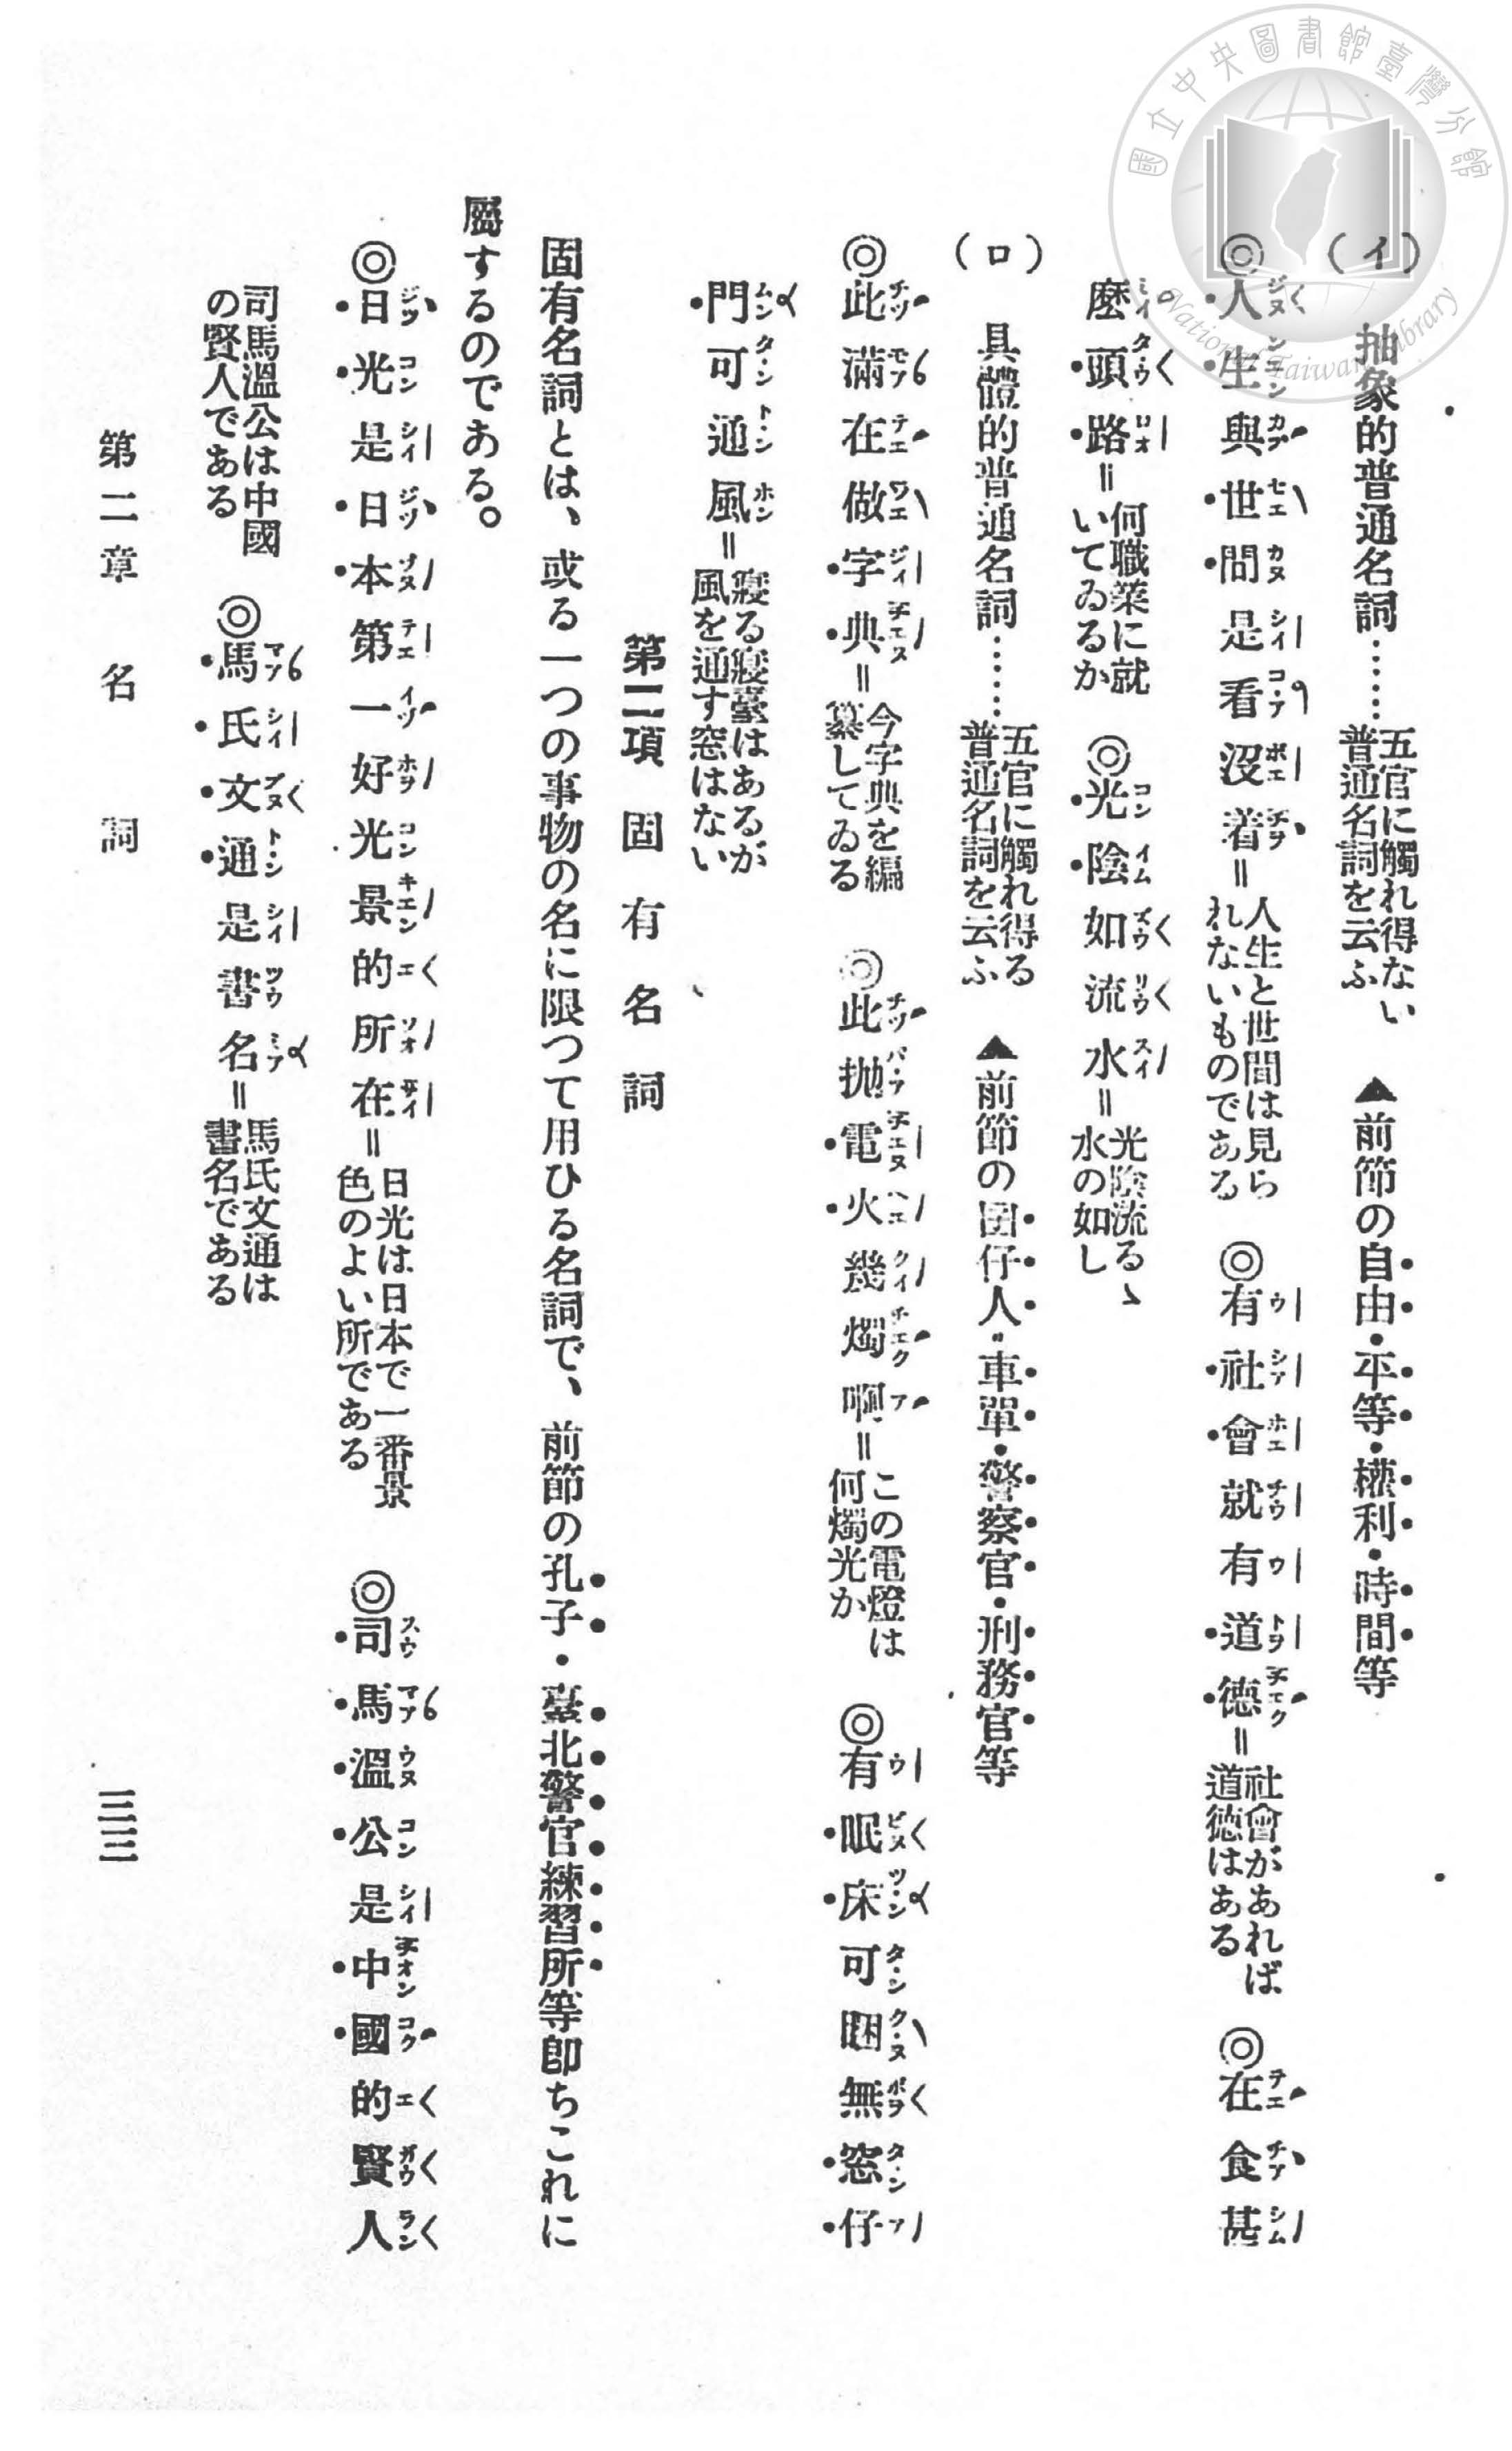 (イ) 抽象的普通名詞……五官に觸れ得ない普通名詞を云ふ ▲前節の自由・平等・權利・時間等
◎人生與世間是看沒着=人生と世間は見られないものである ◎有社會就有道德=社會があれば道德はある ◎在食甚
麽頭路=何職業に就いてゐるか ◎光陰如流水=光陰流るゝ水の如し
(ロ) 具體的普通名詞……五官に觸れ得る普通名詞を云ふ ▲前節の囝仔人・車單・警察官・刑務官等
◎此滿在做字典=今字典を編纂してゐる ◎此抛電火幾燭啊=この電燈は何燭光か ◎有眠床可睏無窓仔
門可通風=寢る寢臺はあるが風を通す窓はない
第二項 固有名詞
固有名詞とは、或る一つの事物の名に限つて用ひる名詞で、前節の孔子・臺北警官練習所等卽ちこれに
屬するのである。
◎日光是日本第一好光景的所在=日光は日本で一番景色のよい所である ◎司馬溫公是中國的賢人
司馬溫公は中國の賢人である ◎馬氏文通是書名=馬氏文通は書名である
第二章 名詞 三三
國立中央圖書館臺灣分館
National Taiwan Library